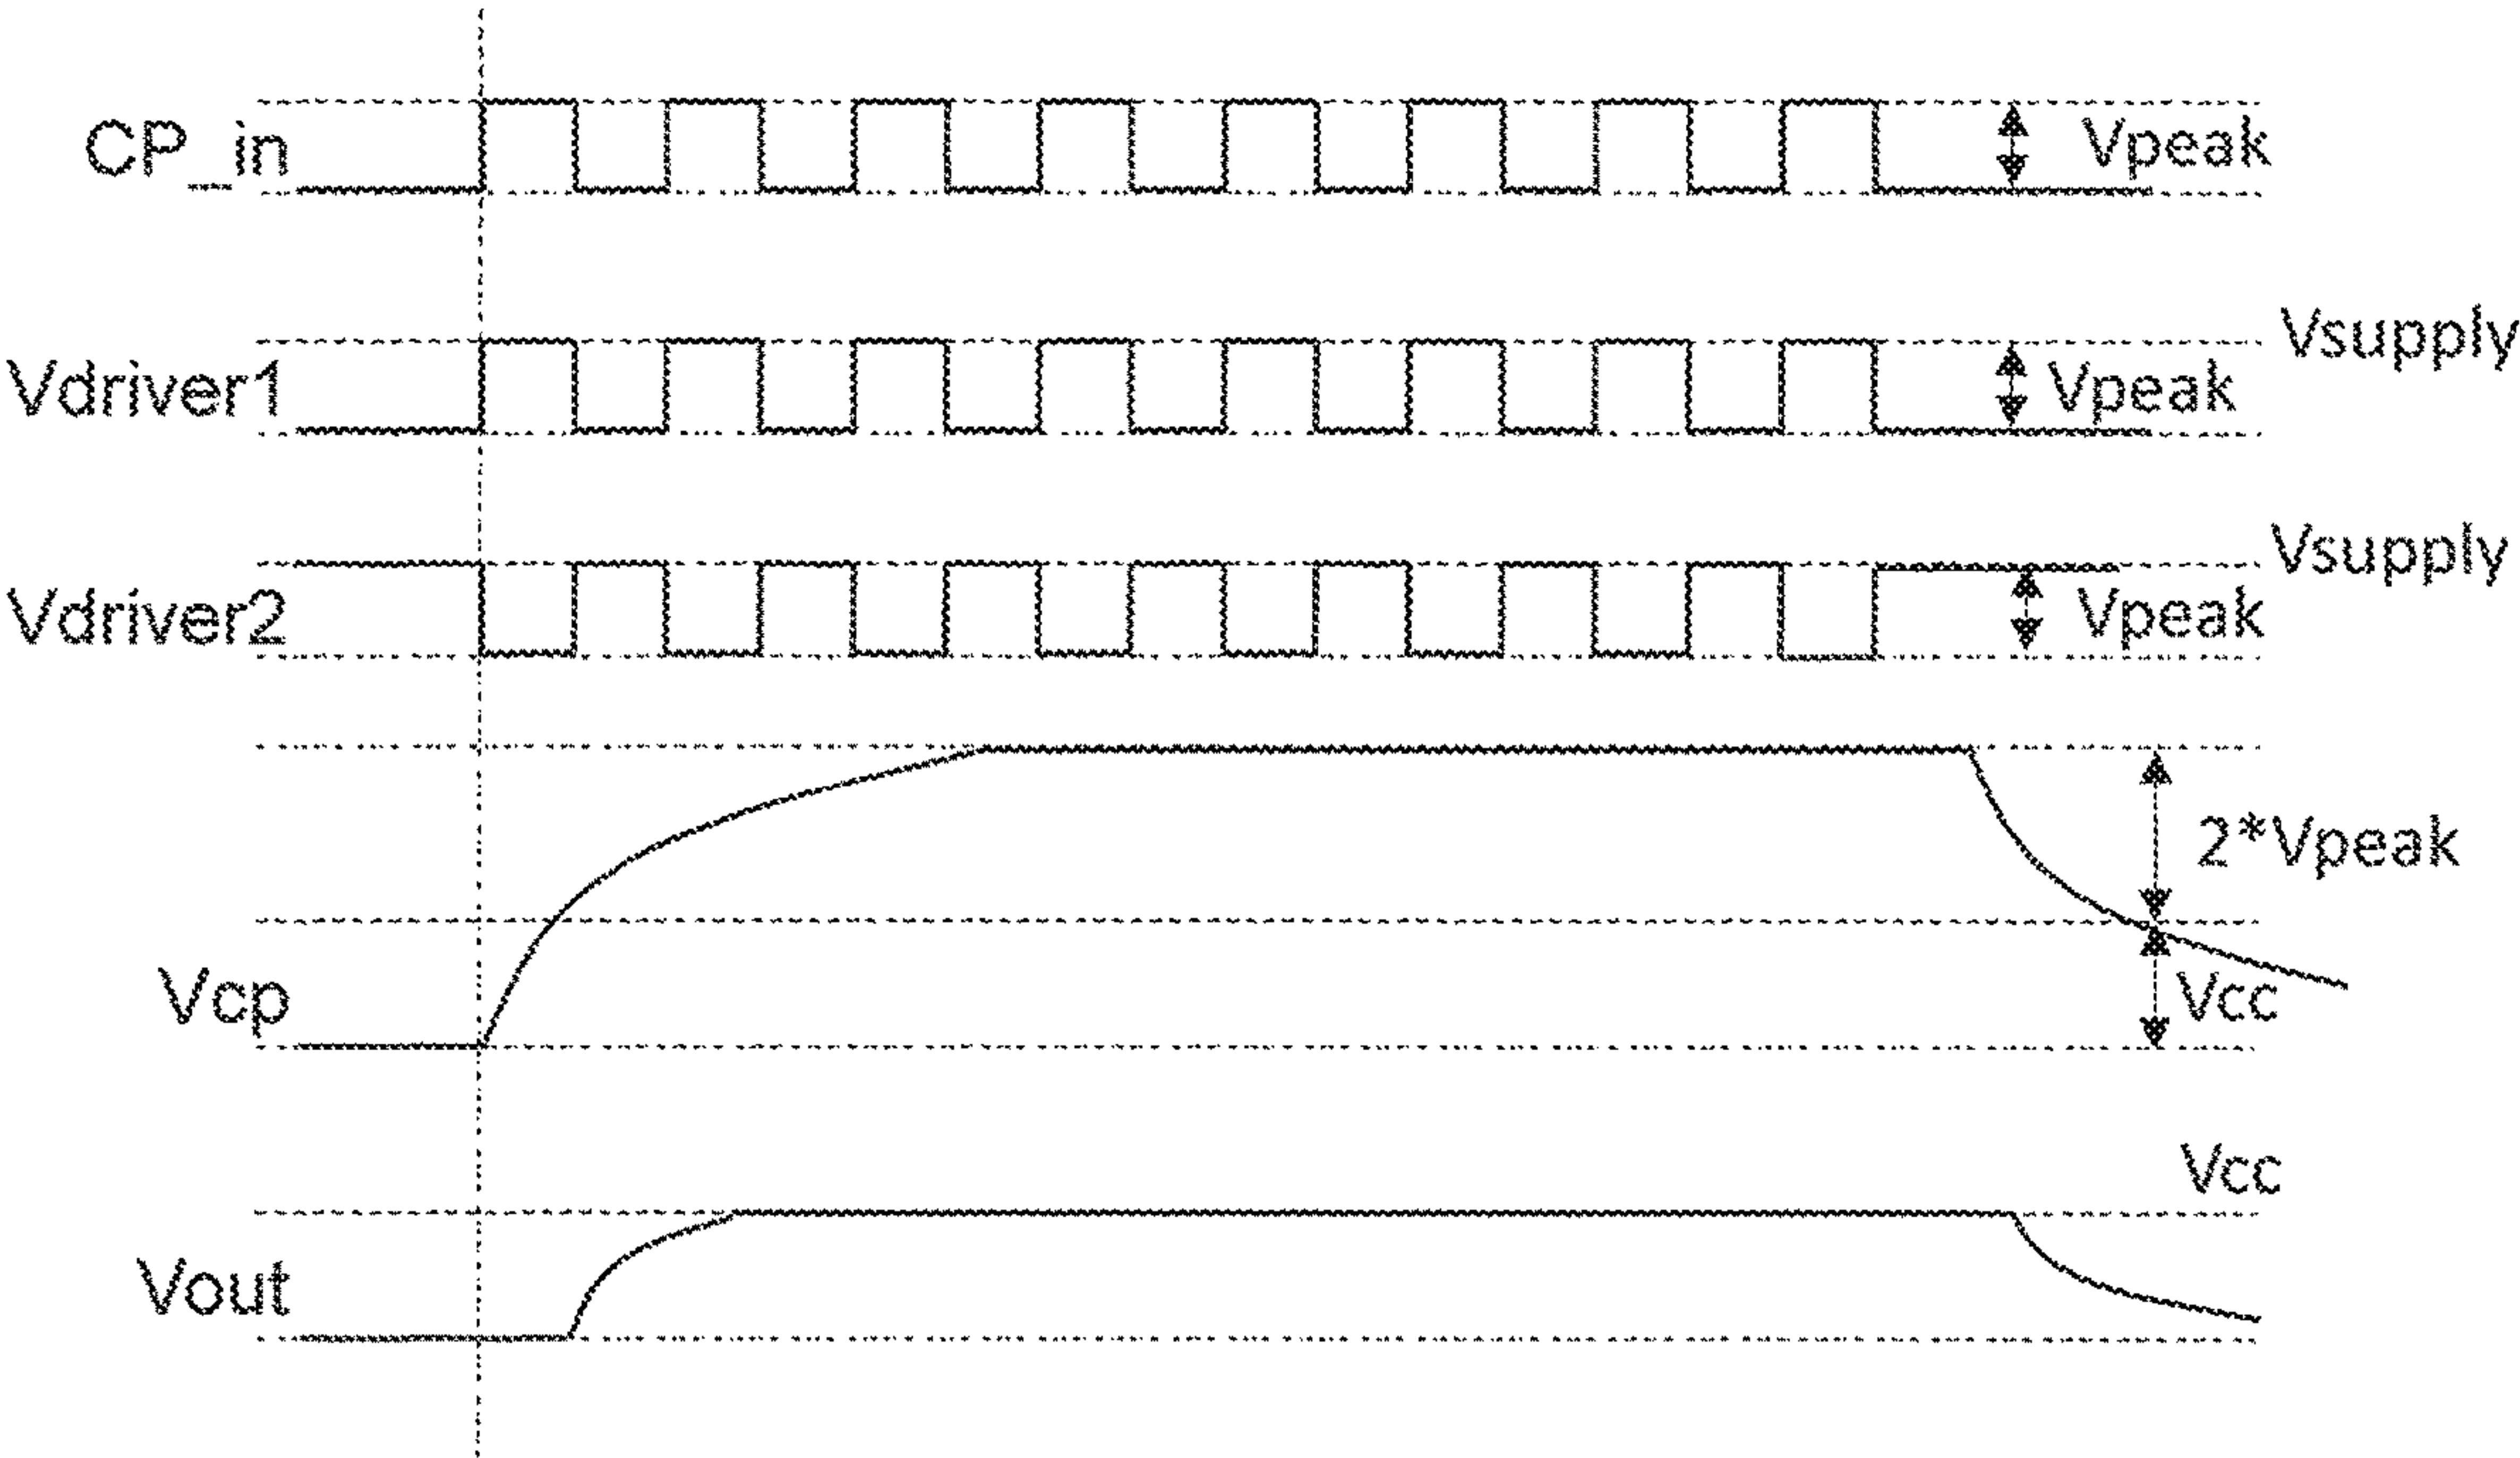 CP_in
Vpeak
Vsupply
Vdriver1
Vpeak
Vsupply
Vdriver2
Vpeak
2*Vpeak
Vcp
Vcc
Vcc
Vout